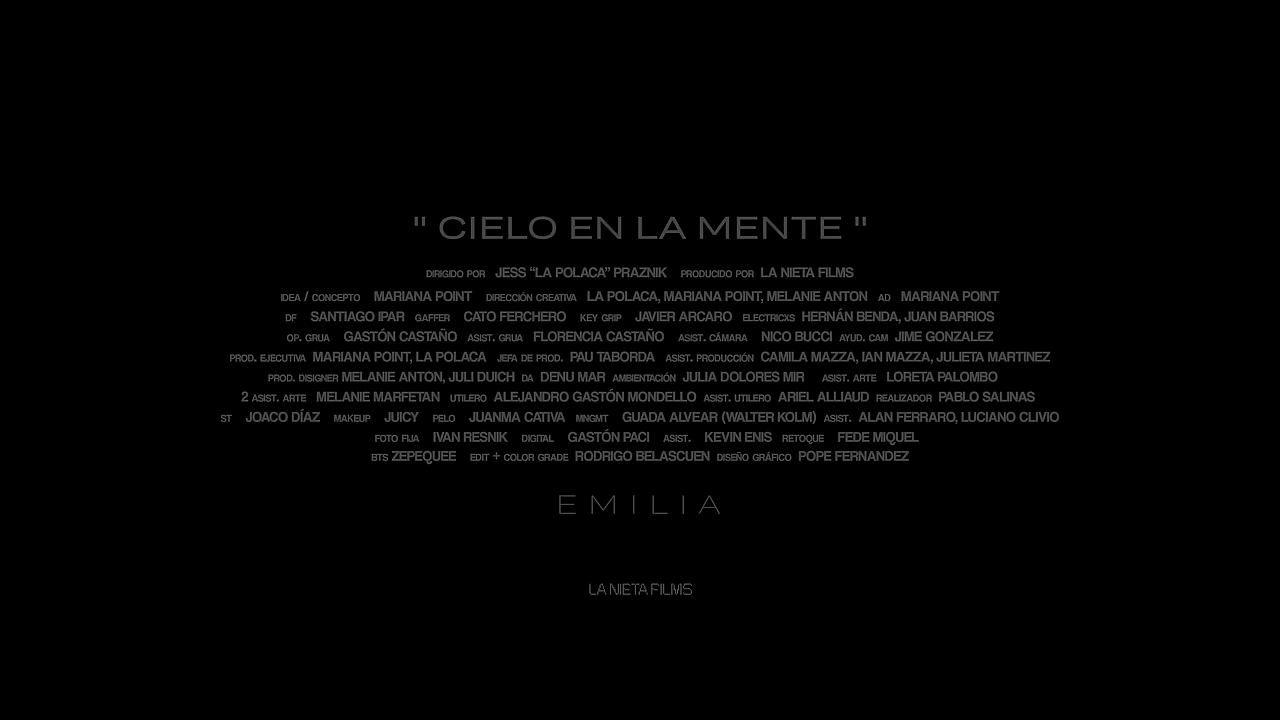 " CIELO EN LA MENTE "
DIRIGIDO POR JESS “LA POLACA” PRAZNIK PRODUCIDO POR LA NIETA FILMS
IDEA / CONCEPTO MARIANA POINT DIRECCIÓN CREATIVA LA POLACA, MARIANA POINT, MELANIE ANTON AD MARIANA POINT
DF SANTIAGO IPAR GAFFER CATO FERCHERO KEY GRIP JAVIER ARCARO ELECTRICXS HERNÁN BENDA, JUAN BARRIOS
OP. GRUA GASTÓN CASTAÑO ASIST. GRUA FLORENCIA CASTAÑO ASIST. CÁMARA NICO BUCCI AYUD. CAM JIME GONZALEZ
PROD. EJECUTIVA MARIANA POINT, LA POLACA JEFA DE PROD. PAU TABORDA ASIST. PRODUCCIÓN CAMILA MAZZA, IAN MAZZA, JULIETA MARTINEZ
PROD. DISIGNER MELANIE ANTON, JULI DUICH DA DENU MAR AMBIENTACIÓN JULIA DOLORES MIR ASIST. ARTE LORETA PALOMBO
2 ASIST. ARTE MELANIE MARFETAN UTILERO ALEJANDRO GASTÓN MONDELLO ASIST. UTILERO ARIEL ALLIAUD REALIZADOR PABLO SALINAS
ST JOACO DÍAZ MAKEUP JUICY PELO JUANMA CATIVA MNGMT GUADA ALVEAR (WALTER KOLM) ASIST. ALAN FERRARO, LUCIANO CLIVIO
FOTO FIJA IVAN RESNIK DIGITAL GASTÓN PACI ASIST. KEVIN ENIS RETOQUE FEDE MIQUEL
BTS ZEPEQUEE EDIT + COLOR GRADE RODRIGO BELASCUEN DISEÑO GRÁFICO POPE FERNANDEZ
EMILIA
LA NIETA FILMS